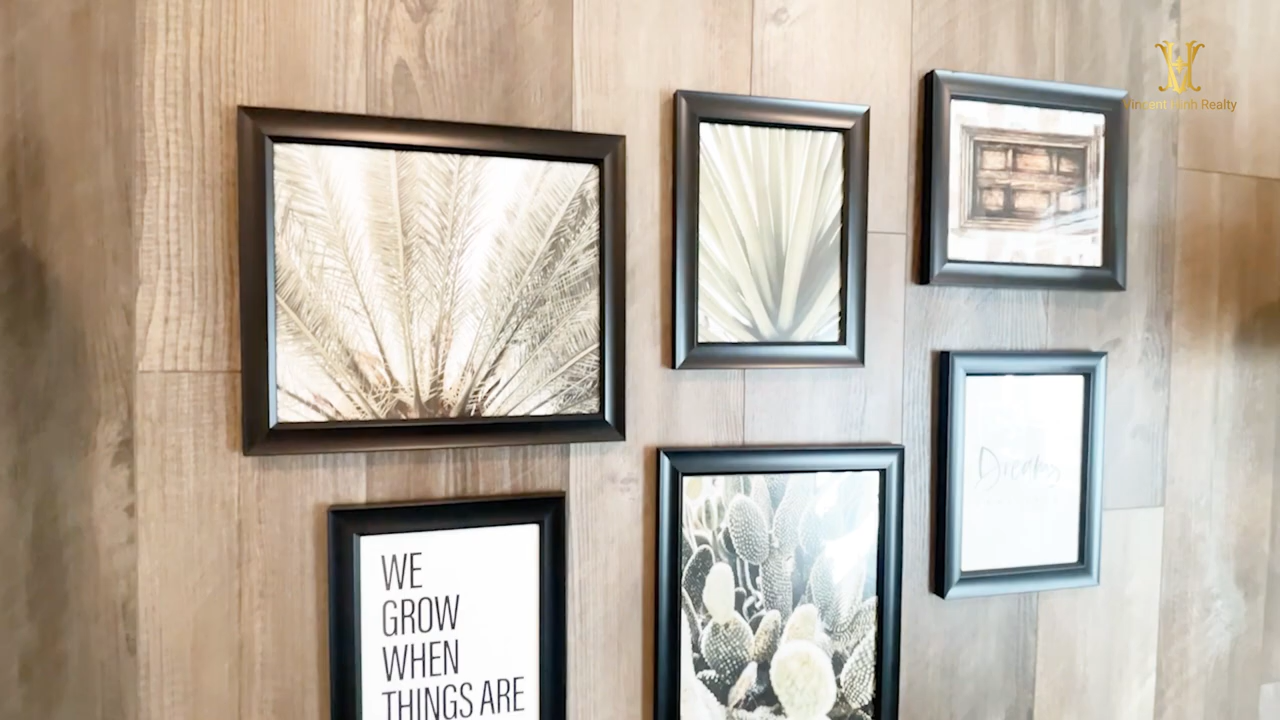 Vincent Hinh Realty
WE
GROW
WHEN
THINGS ARE
Dreams